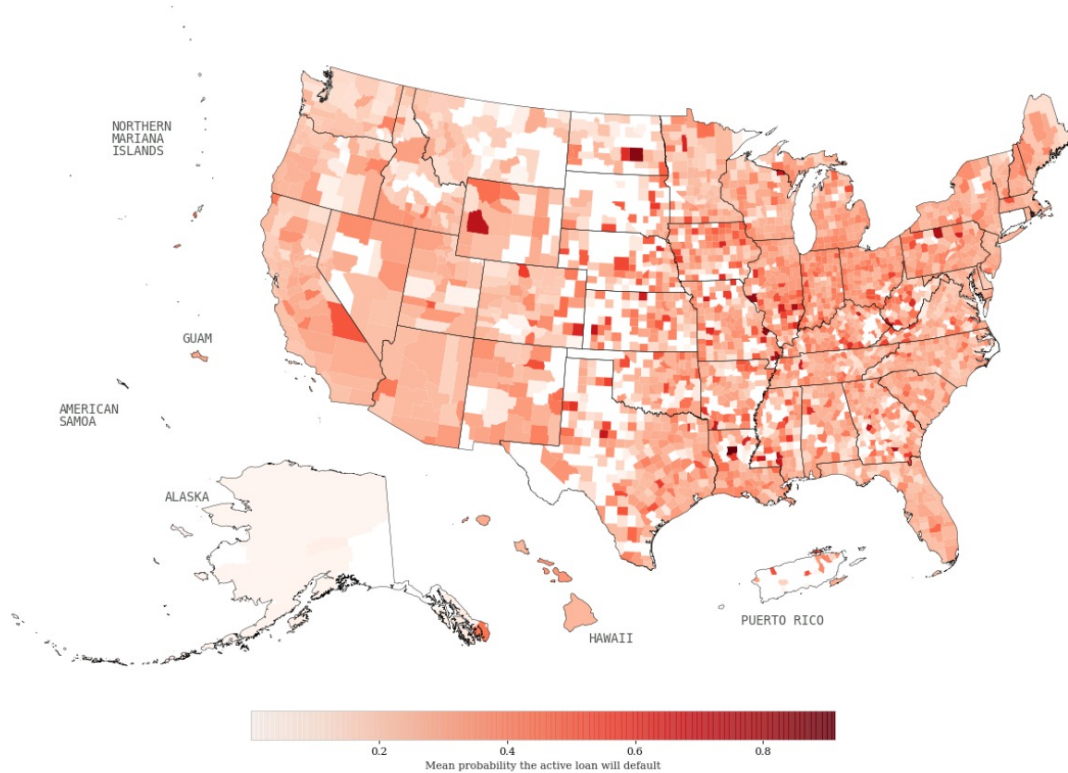 NORTHERN
MARIANA
ISLANDS
GUAM
AMERICAN
SAMOA
ALASKA
HAWAII
PUERTO RICO
0.2 0.4 0.6 0.8
Mean probability the active loan will default